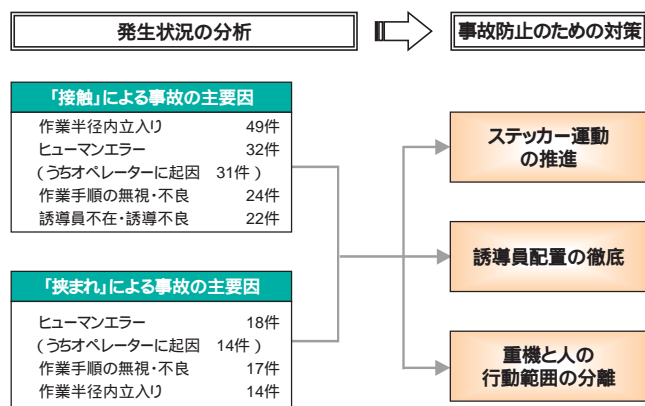 発生状況の分析
事故防止のための対策
「接触」による事故の主要因
作業半径内立入り 49件
ヒューマンエラー 32件
(うちオペレーターに起因 31件)
作業手順の無視・不良 24件
誘導員不在・誘導不良 22件
「挟まれ」による事故の主要因
ヒューマンエラー 18件
(うちオペレーターに起因 14件)
作業手順の無視・不良 17件
作業半径内立入り 14件
ステッカー運動
の推進
誘導員配置の徹底
重機と人の
行動範囲の分離